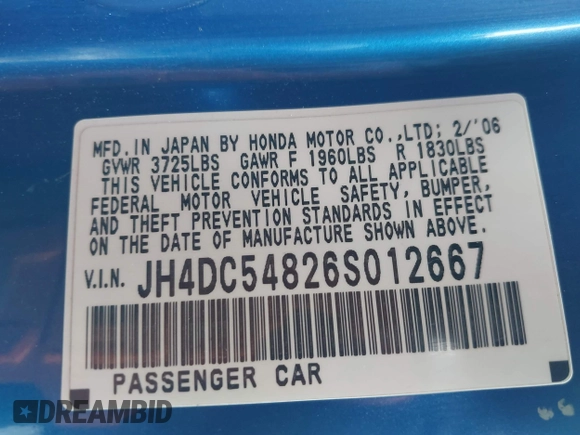 MFD. IN JAPAN BY HONDA MOTOR CO.,LTD; 2/'06
GVWR 3725LBS GAWR F 1960LBS R 1830LBS
THIS VEHICLE CONFORMS TO ALL APPLICABLE
FEDERAL MOTOR VEHICLE SAFETY, BUMPER,
AND THEFT PREVENTION STANDARDS IN EFFECT
ON THE DATE OF MANUFACTURE SHOWN ABOVE.
V.I.N. JH4DC54826S012667
PASSENGER CAR
DREAMBID